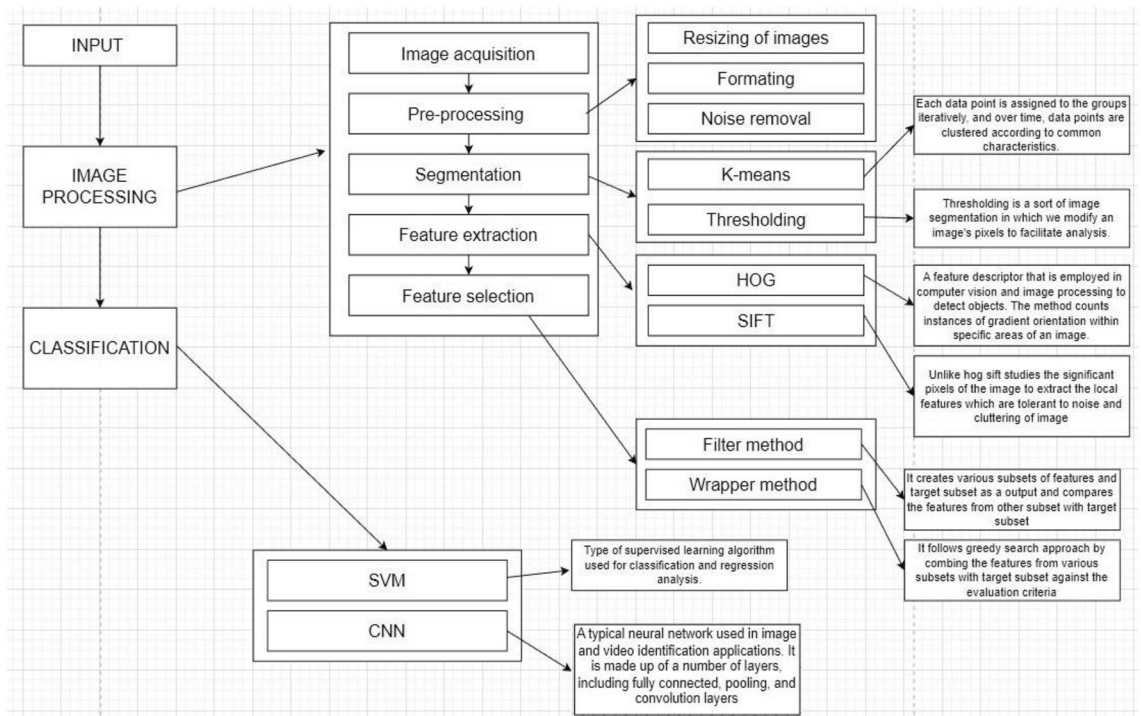 INPUT
IMAGE
PROCESSING
CLASSIFICATION
Image acquisition
Pre-processing
Segmentation
Feature extraction
Feature selection
Resizing of images
Formating
Noise removal
K-means
Thresholding
HOG
SIFT
Filter method
Wrapper method
Each data point is assigned to the groups
iteratively, and over time, data points are
clustered according to common
characteristics.
Thresholding is a sort of image
segmentation in which we modify an
image's pixels to facilitate analysis.
A feature descriptor that is employed in
computer vision and image processing to
detect objects. The method counts
instances of gradient orientation within
specific areas of an image.
Unlike hog sift studies the significant
pixels of the image to extract the local
features which are tolerant to noise and
cluttering of image
It creates various subsets of features and
target subset as a output and compares
the features from other subset with target
subset
It follows greedy search approach by
combing the features from various
subsets with target subset against the
evaluation criteria
SVM
CNN
Type of supervised learning algorithm
used for classification and regression
analysis.
A typical neural network used in image
and video identification applications. It
is made up of a number of layers,
including fully connected, pooling, and
convolution layers